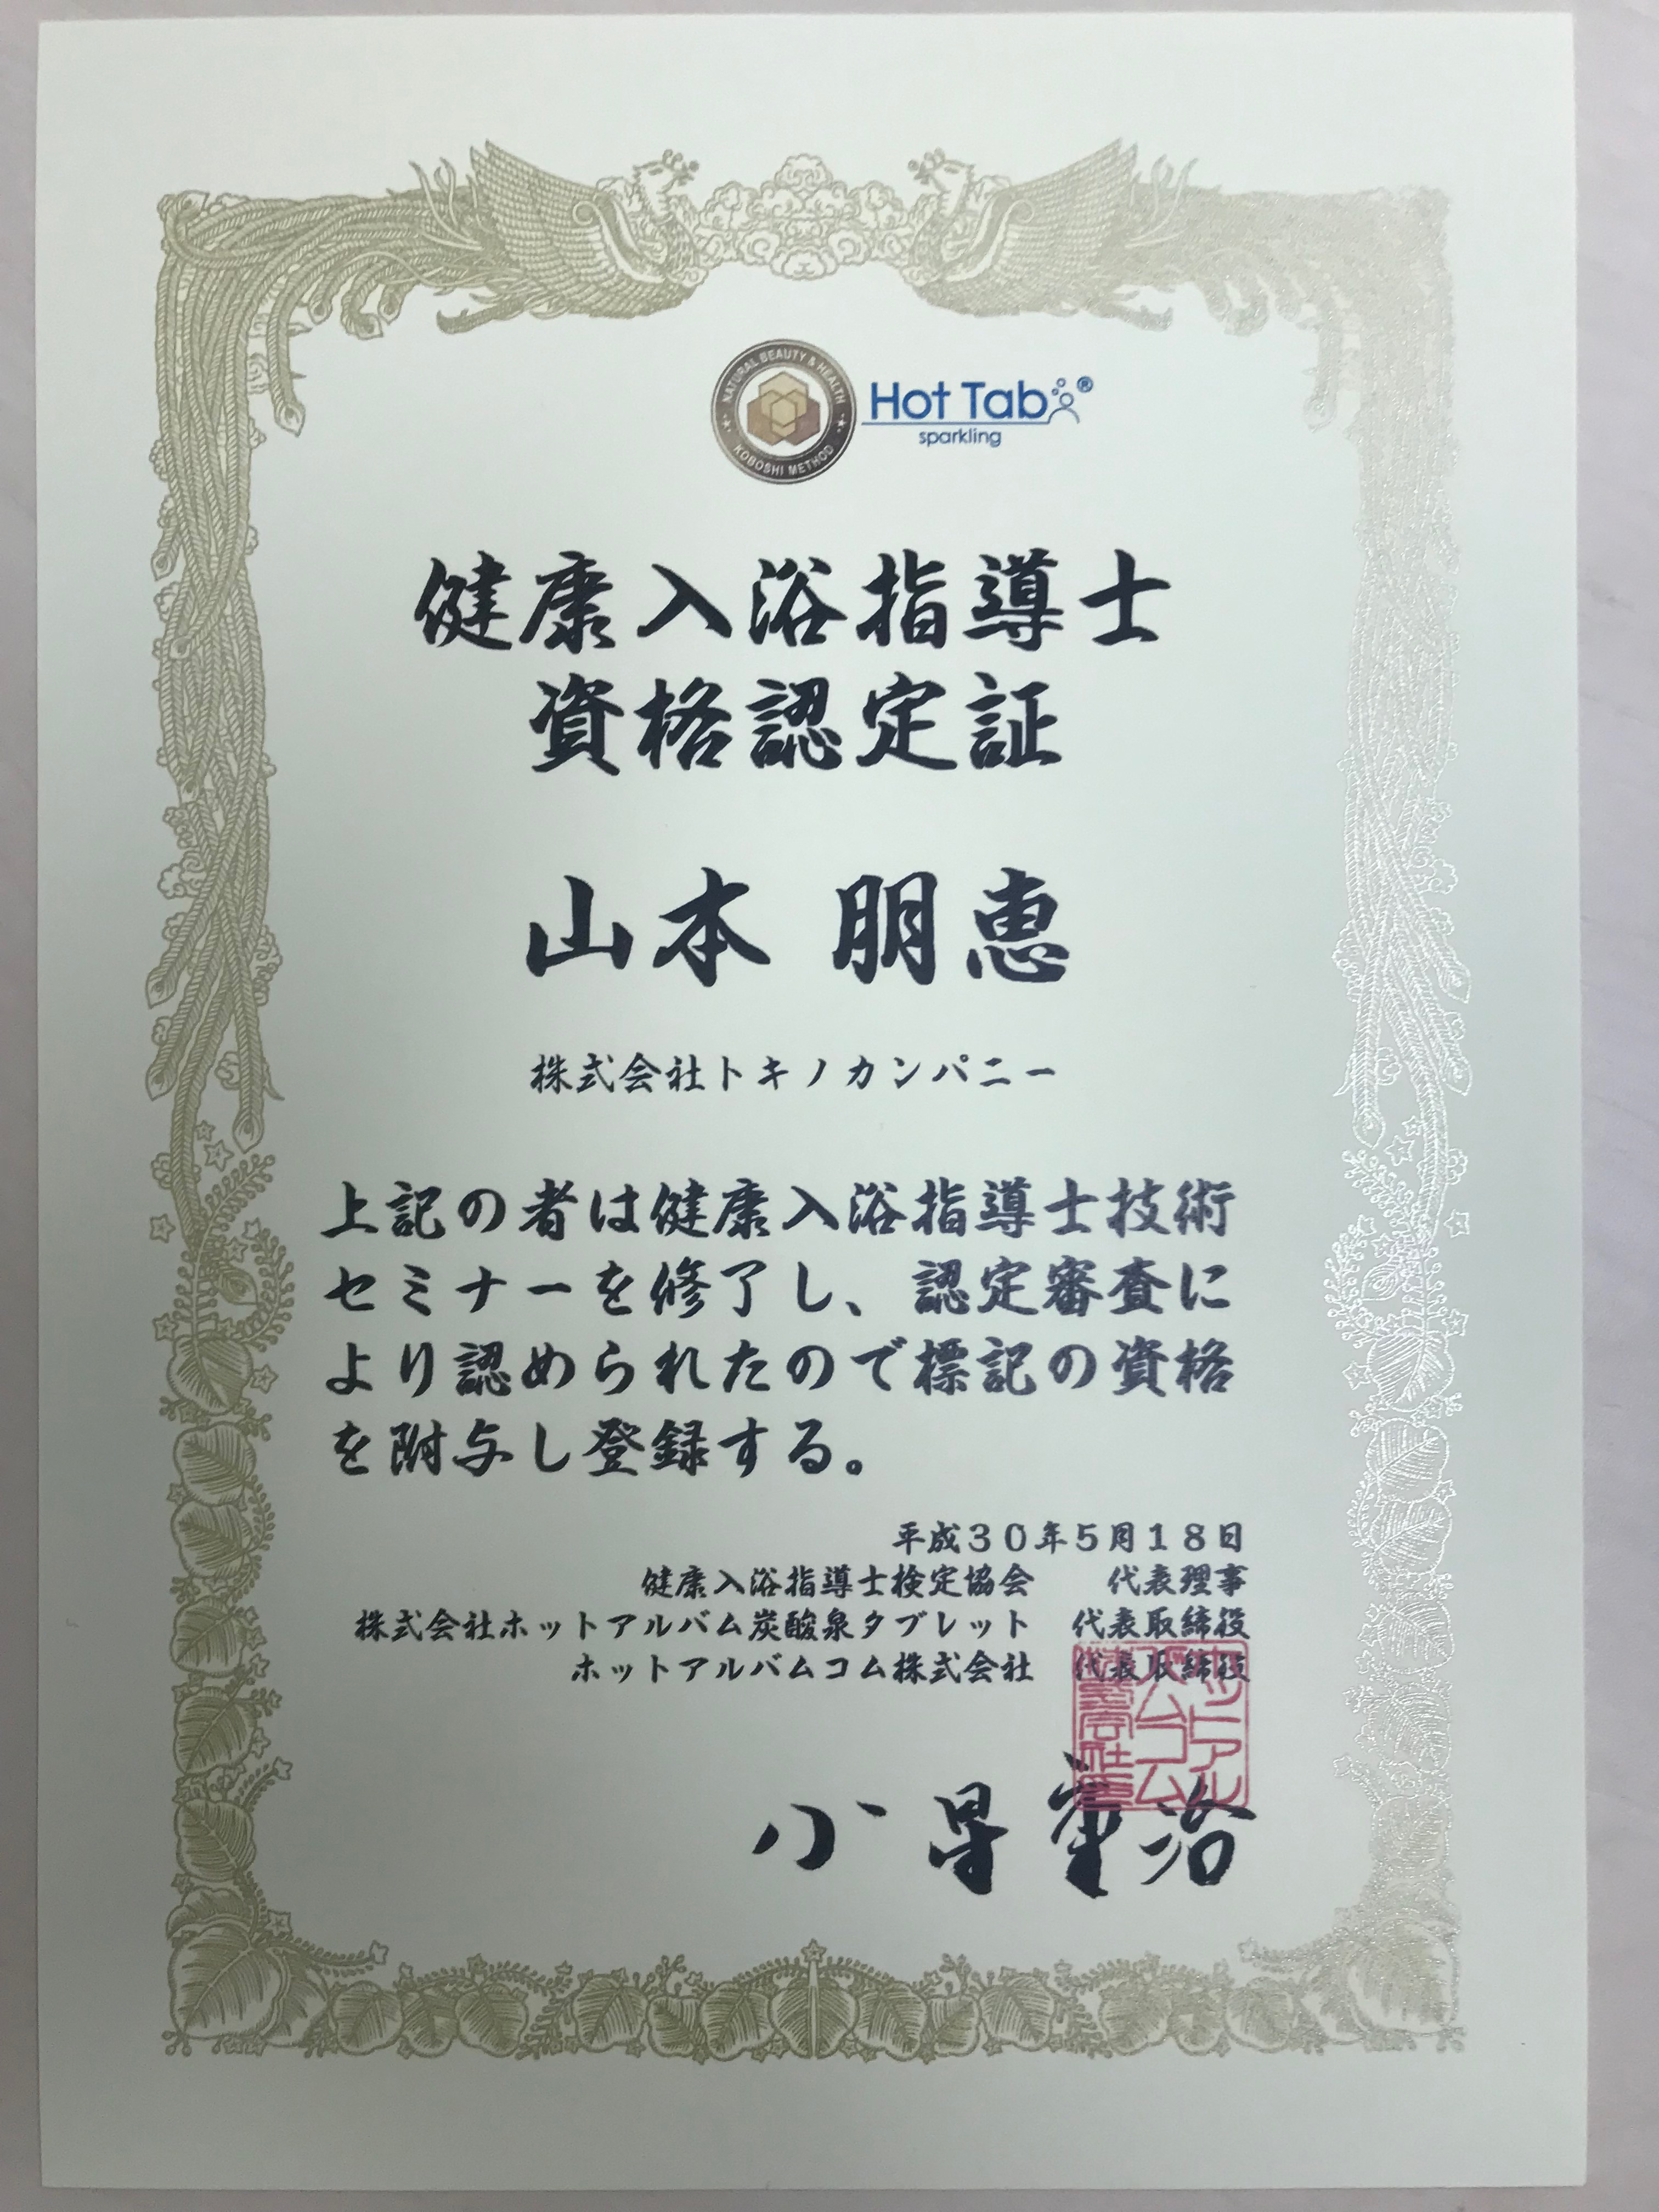 NATURAL BEAUTY & HEALTH
KOBOSHI METHOD
Hot Tab®
sparkling
健康入浴指導士
資格認定証
山本 朋恵
株式会社トキノカンパニー
上記の者は健康入浴指導士技術
セミナーを修了し、認定審査に
より認められたので標記の資格
を附与し登録する。
平成30年5月18日
健康入浴指導士検定協会 代表理事
株式会社ホットアルバム炭酸泉タブレット 代表取締役
ホットアルバムコム株式会社 代表取締役
小星